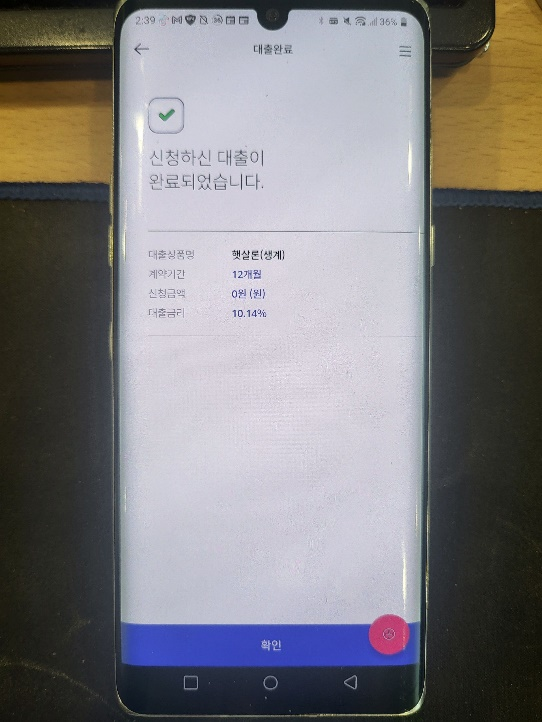 2:39 36%
대출완료
신청하신 대출이
완료되었습니다.
대출상품명 햇살론(생계)
계약기간 12개월
신청금액 0원 (원)
대출금리 10.14%
확인